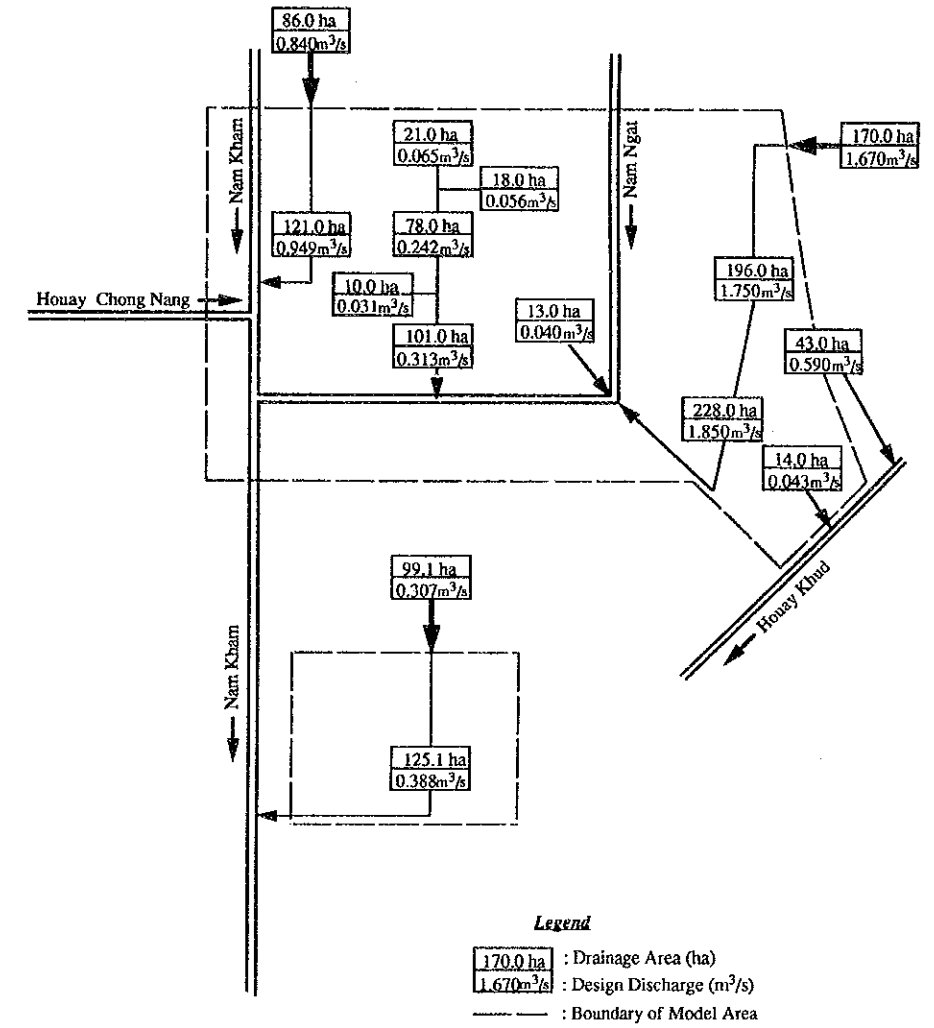 86.0 ha
0.840m³/s
Nam Kham
Nam Ngat
21.0 ha
0.065m³/s
18.0 ha
0.056m³/s
170.0 ha
1.670m³/s
121.0 ha
0.949m³/s
78.0 ha
0.242m³/s
196.0 ha
1.750m³/s
Houay Chong Nang
10.0 ha
0.031m³/s
13.0 ha
0.040m³/s
101.0 ha
0.313m³/s
43.0 ha
0.590m³/s
228.0 ha
1.850m³/s
14.0 ha
0.043m³/s
99.1 ha
0.307m³/s
Houay Khud
Nam Kham
125.1 ha
0.388m³/s
Legend
170.0 ha : Drainage Area (ha)
1.670m³/s : Design Discharge (m³/s)
: Boundary of Model Area